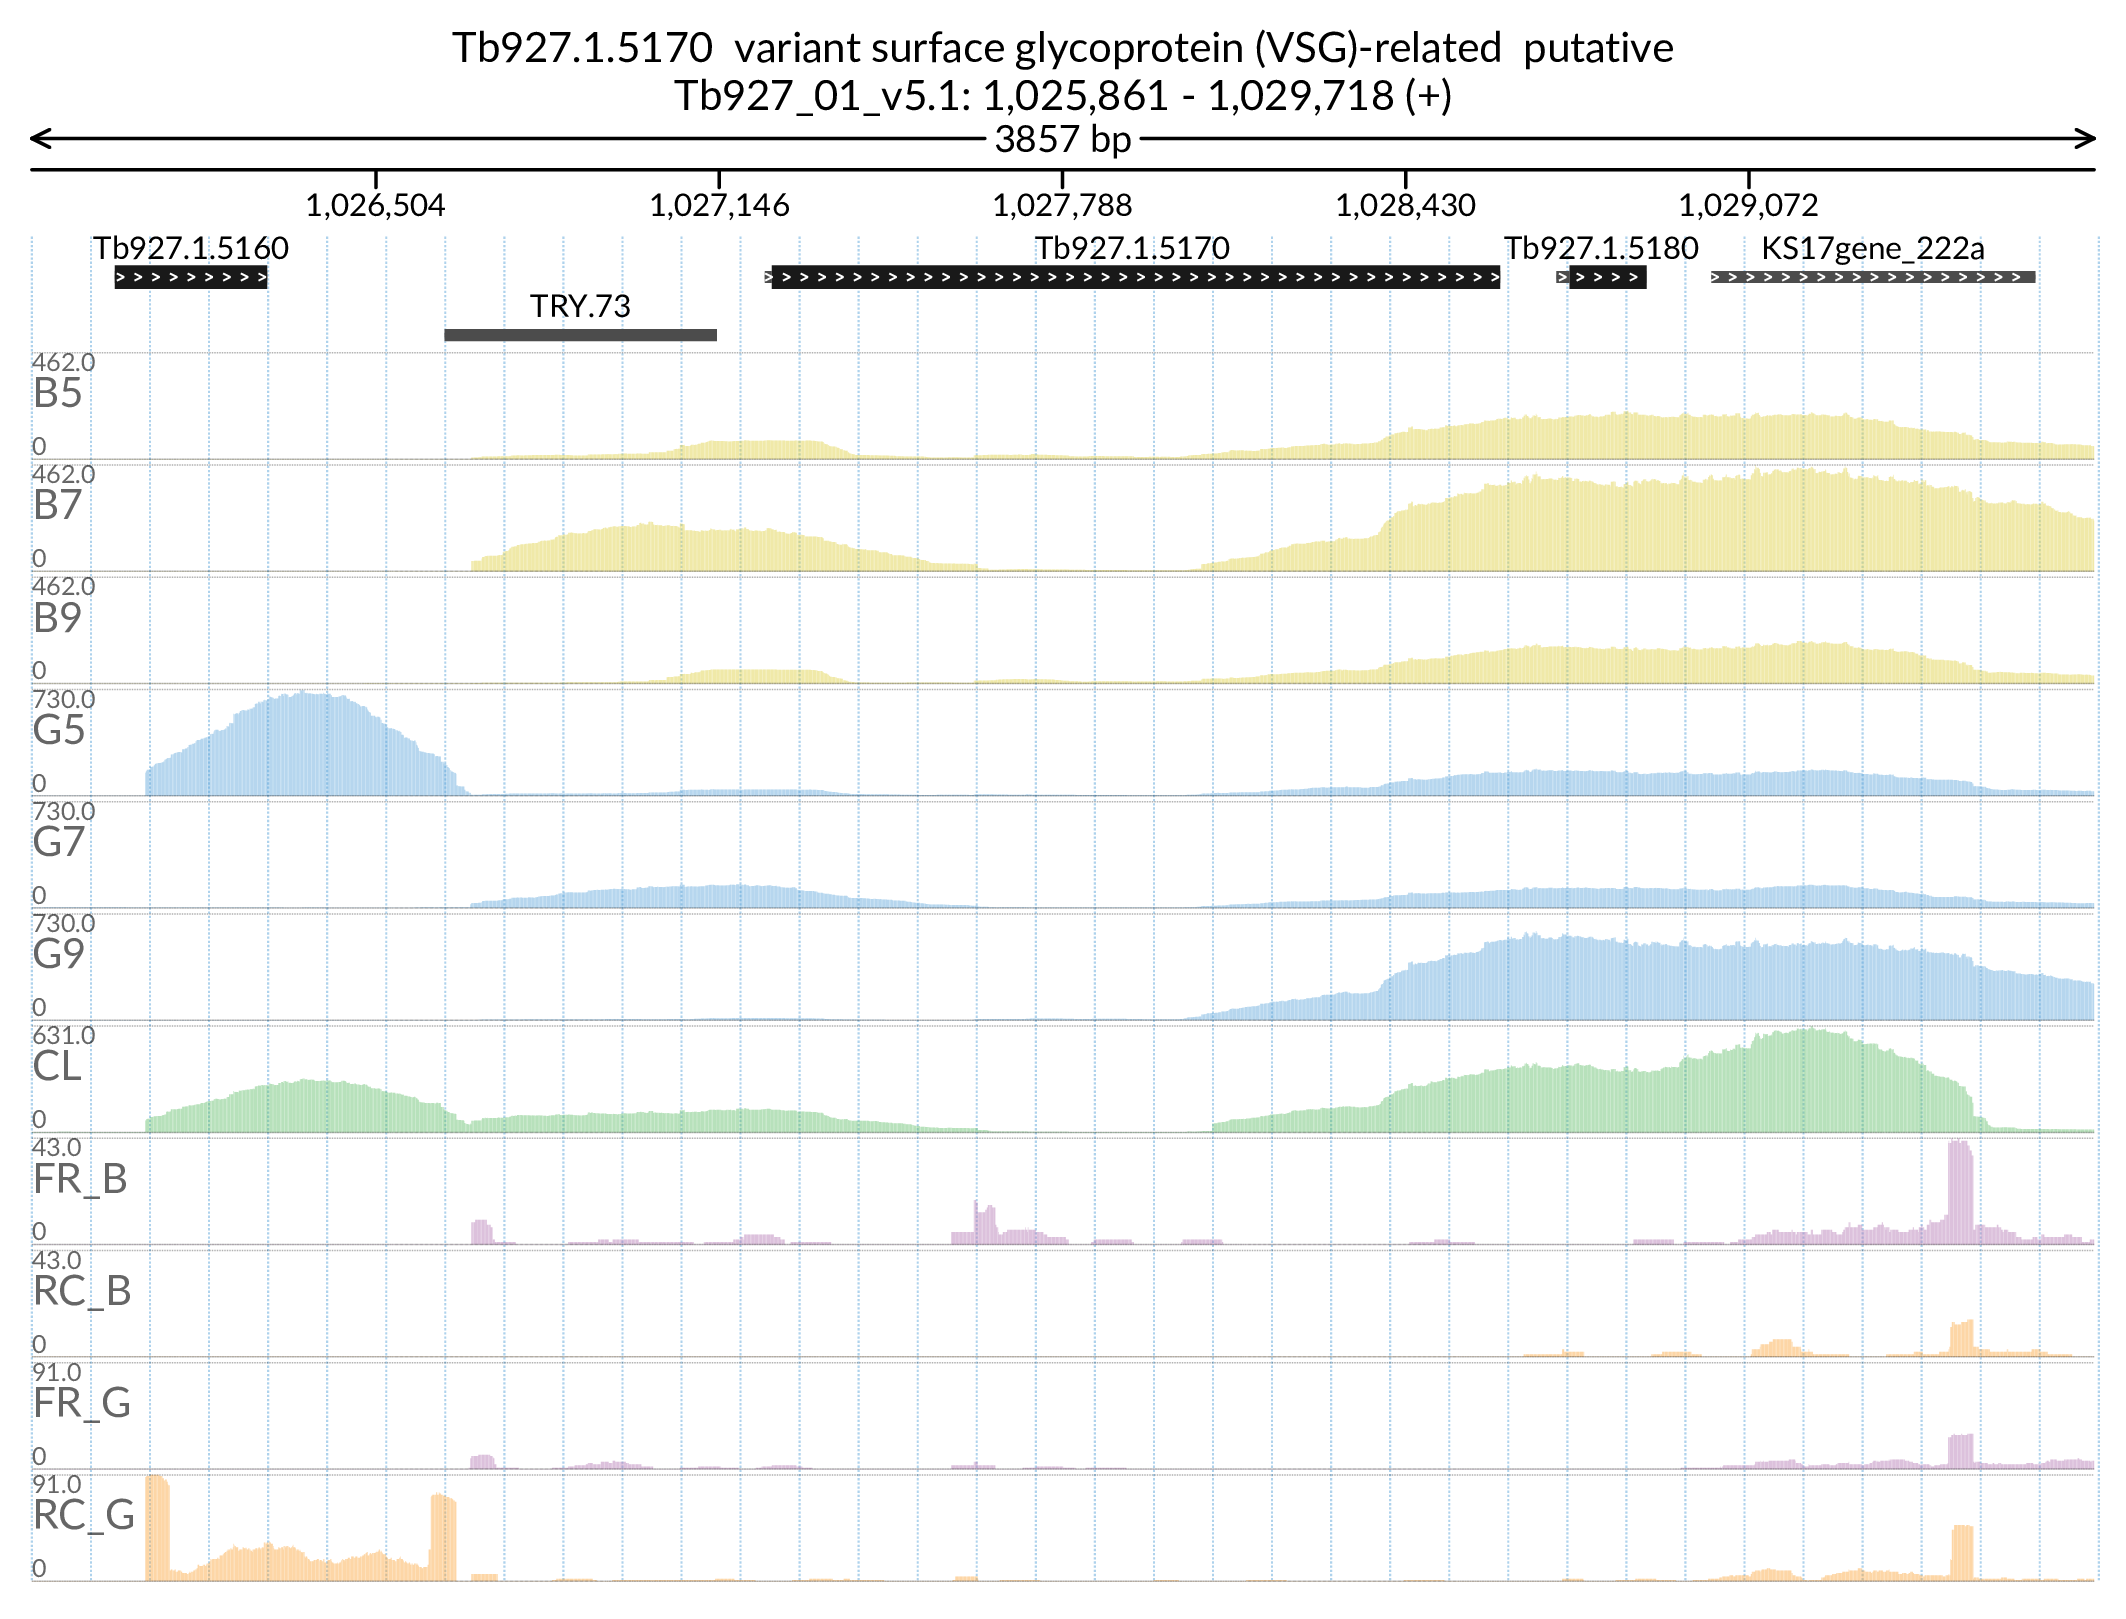 Tb927.1.5170 variant surface glycoprotein (VSG)-related putative
Tb927_01_v5.1: 1,025,861 - 1,029,718 (+)
3857 bp
1,026,504 1,027,146 1,027,788 1,028,430 1,029,072
Tb927.1.5160 Tb927.1.5170 Tb927.1.5180 KS17gene_222a
TRY.73
462.0
B5
0
462.0
B7
0
462.0
B9
0
730.0
G5
0
730.0
G7
0
730.0
G9
0
631.0
CL
0
43.0
FR_B
0
43.0
RC_B
0
91.0
FR_G
0
91.0
RC_G
0